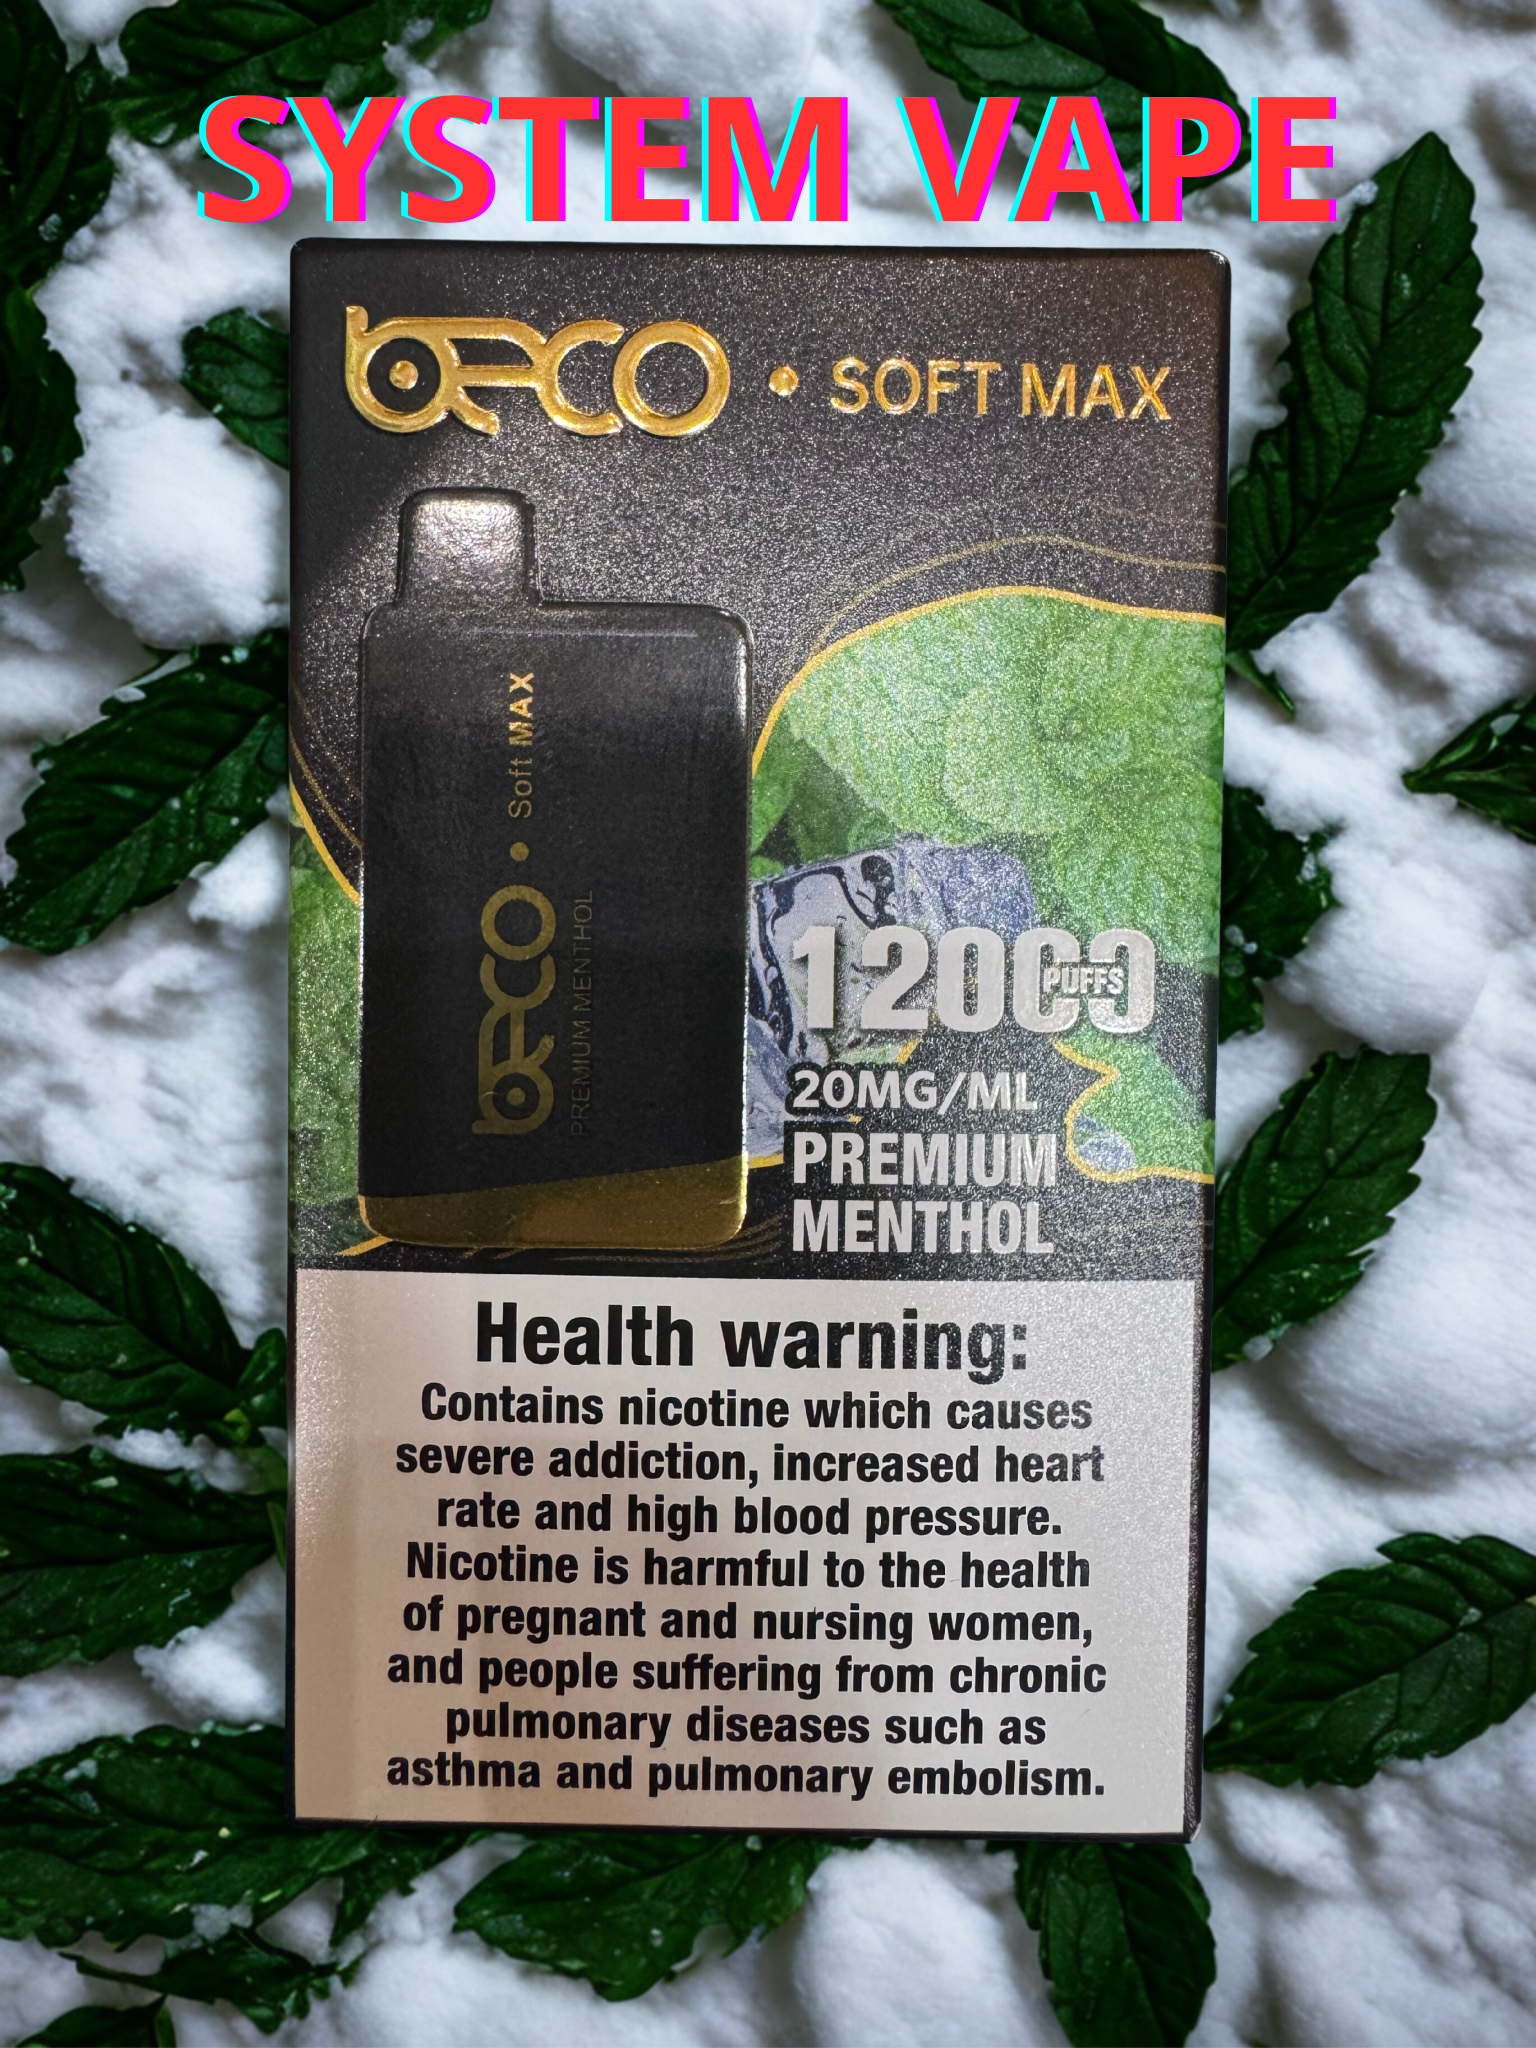 SYSTEM VAPE
beco • SOFT MAX
beco • Soft MAX
PREMIUM MENTHOL
12000
PUFFS
20MG/ML
PREMIUM
MENTHOL
Health warning:
Contains nicotine which causes
severe addiction, increased heart
rate and high blood pressure.
Nicotine is harmful to the health
of pregnant and nursing women,
and people suffering from chronic
pulmonary diseases such as
asthma and pulmonary embolism.